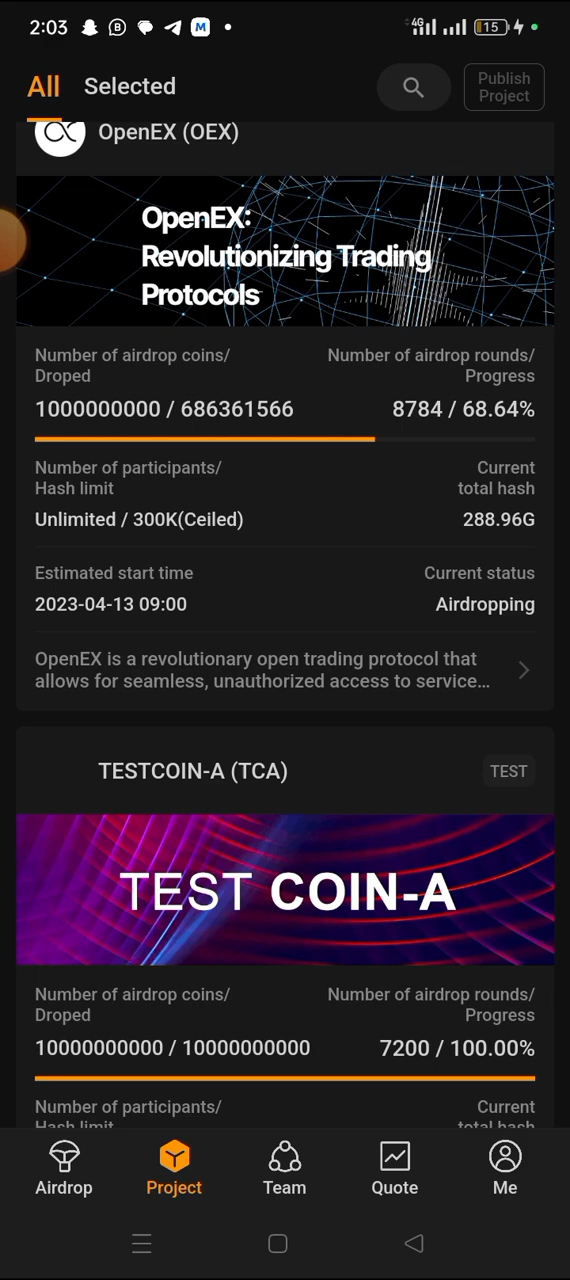 2:03
B
M
4G
15
All
Selected
Publish
Project
OpenEX (OEX)
OpenEX:
Revolutionizing Trading
Protocols
Number of airdrop coins/
Droped
Number of airdrop rounds/
Progress
1000000000 / 686361566
8784 / 68.64%
Number of participants/
Hash limit
Current
total hash
Unlimited / 300K(Ceiled)
288.96G
Estimated start time
Current status
2023-04-13 09:00
Airdropping
OpenEX is a revolutionary open trading protocol that
allows for seamless, unauthorized access to service…
TESTCOIN-A (TCA)
TEST
TEST COIN-A
Number of airdrop coins/
Droped
Number of airdrop rounds/
Progress
10000000000 / 10000000000
7200 / 100.00%
Number of participants/
Hash limit
Current
total hash
Airdrop
Project
Team
Quote
Me